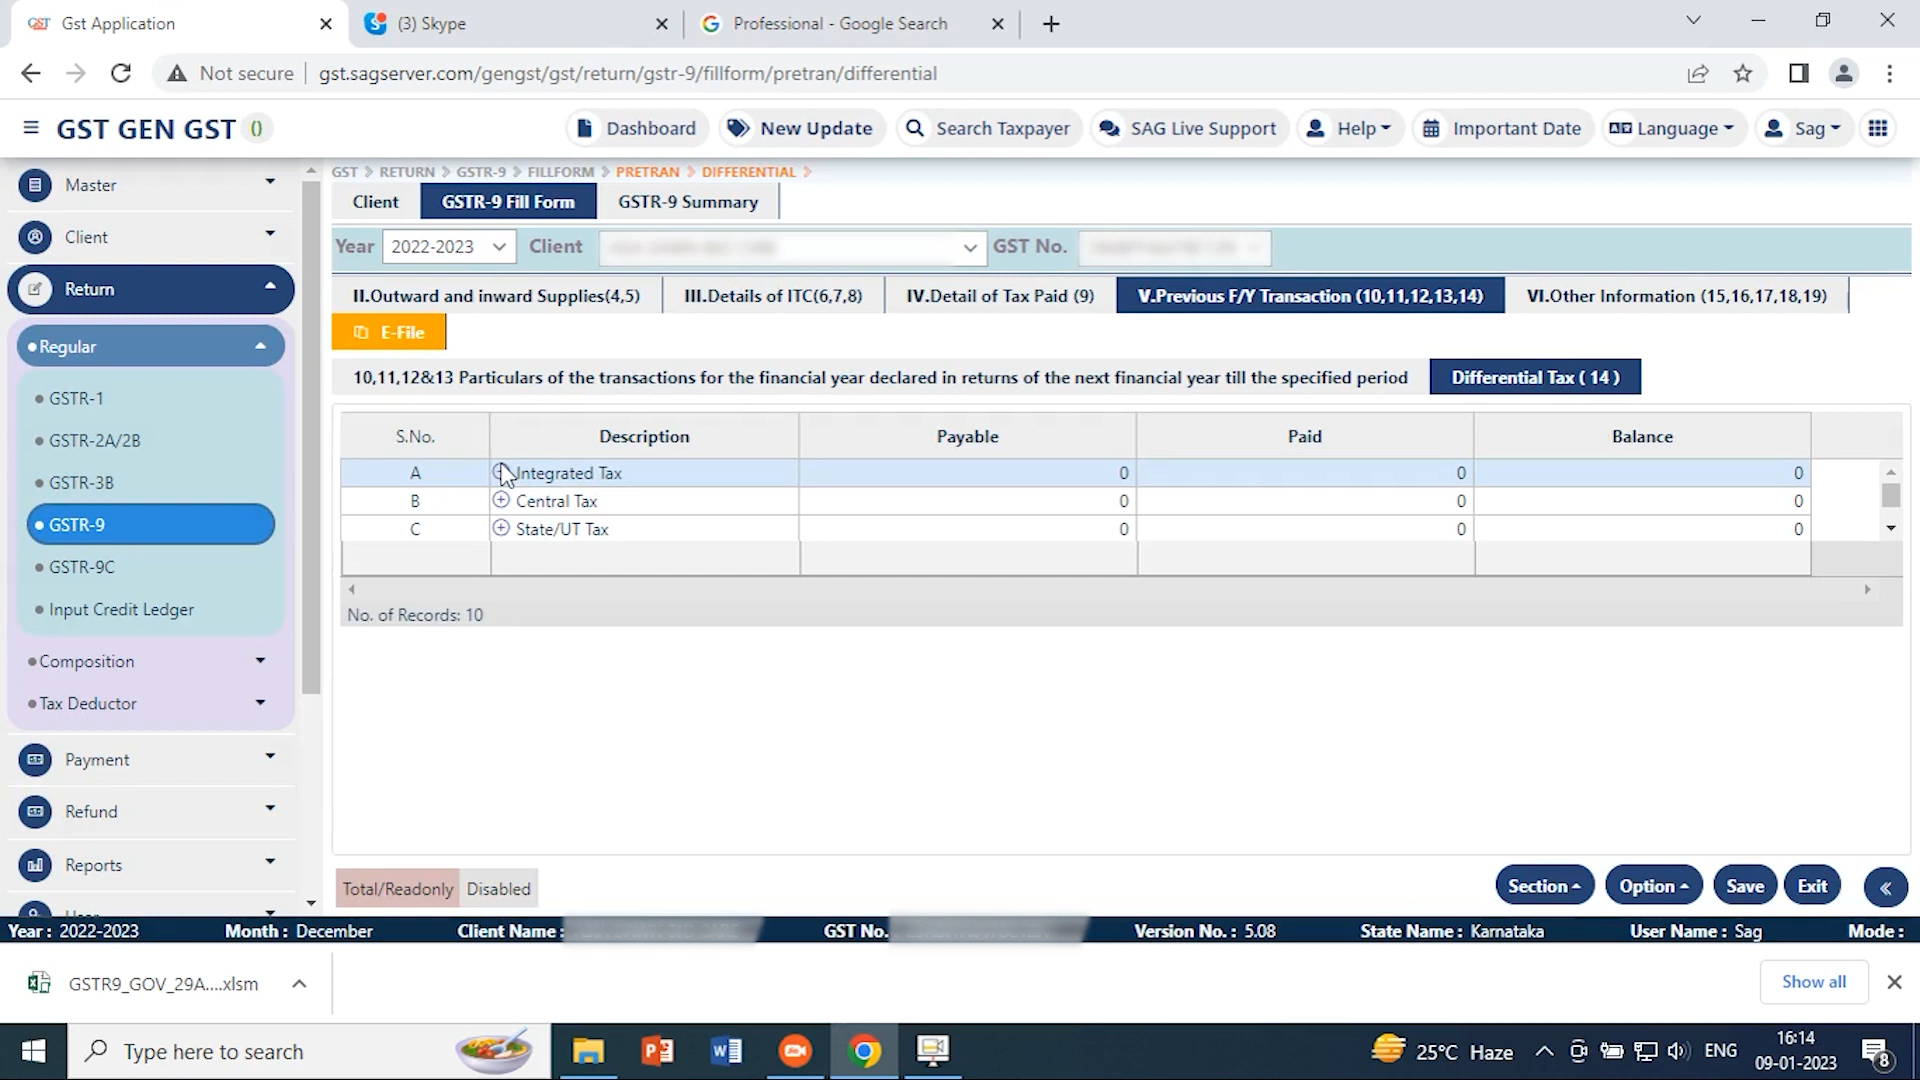 Gst Application
(3) Skype
Professional - Google Search
Not secure
gst.sagserver.com/gengst/gst/return/gstr-9/fillform/pretran/differential
GST GEN GST ()
Dashboard
New Update
Search Taxpayer
SAG Live Support
Help
Important Date
Language
Sag
Master
Client
Return
Regular
GSTR-1
GSTR-2A/2B
GSTR-3B
GSTR-9
GSTR-9C
Input Credit Ledger
Composition
Tax Deductor
Payment
Refund
Reports
GST > RETURN > GSTR-9 > FILLFORM > PRETRAN > DIFFERENTIAL >
Client
GSTR-9 Fill Form
GSTR-9 Summary
Year 2022-2023 Client GST No.
II.Outward and inward Supplies(4,5)
III.Details of ITC(6,7,8)
IV.Detail of Tax Paid (9)
V.Previous F/Y Transaction (10,11,12,13,14)
VI.Other Information (15,16,17,18,19)
E-File
10,11,12&13 Particulars of the transactions for the financial year declared in returns of the next financial year till the specified period
Differential Tax ( 14 )
S.No. Description Payable Paid Balance
A Integrated Tax 0 0 0
B Central Tax 0 0 0
C State/UT Tax 0 0 0
No. of Records: 10
Total/Readonly Disabled
Section Option Save Exit
Year : 2022-2023 Month : December Client Name : GST No. Version No. : 5.08 State Name : Karnataka User Name : Sag Mode :
GSTR9_GOV_29A....xlsm
Show all
Type here to search
25°C Haze
ENG
16:14
09-01-2023
8